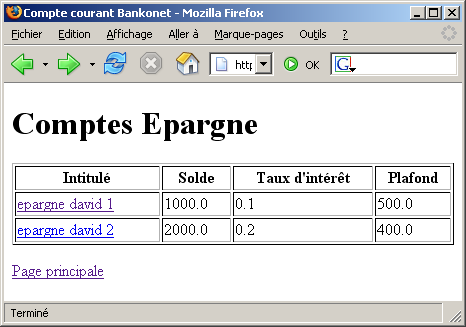 Compte courant Bankonet - Mozilla Firefox
Fichier Edition Affichage Aller à Marque-pages Outils ?
http OK G
Comptes Epargne
Intitulé Solde Taux d'intérêt Plafond
epargne david 1 1000.0 0.1 500.0
epargne david 2 2000.0 0.2 400.0
Page principale
Terminé